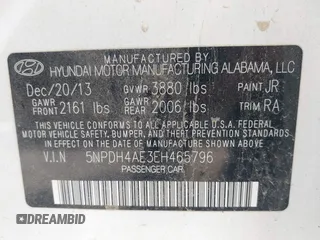 MANUFACTURED BY
HYUNDAI MOTOR MANUFACTURING ALABAMA, LLC
Dec/20/13 GVWR 3880 lbs PAINT JR
GAWR FRONT 2161 lbs GAWR REAR 2006 lbs TRIM RA
THIS VEHICLE CONFORMS TO ALL APPLICABLE U.S. FEDERAL
MOTOR VEHICLE SAFETY, BUMPER, AND THEFT PREVENTION
STANDARDS IN EFFECT ON THE DATE OF MANUFACTURE
SHOWN ABOVE.
V.I.N 5NPDH4AE3EH465796
PASSENGER CAR
DISCOUNTCARS.COM